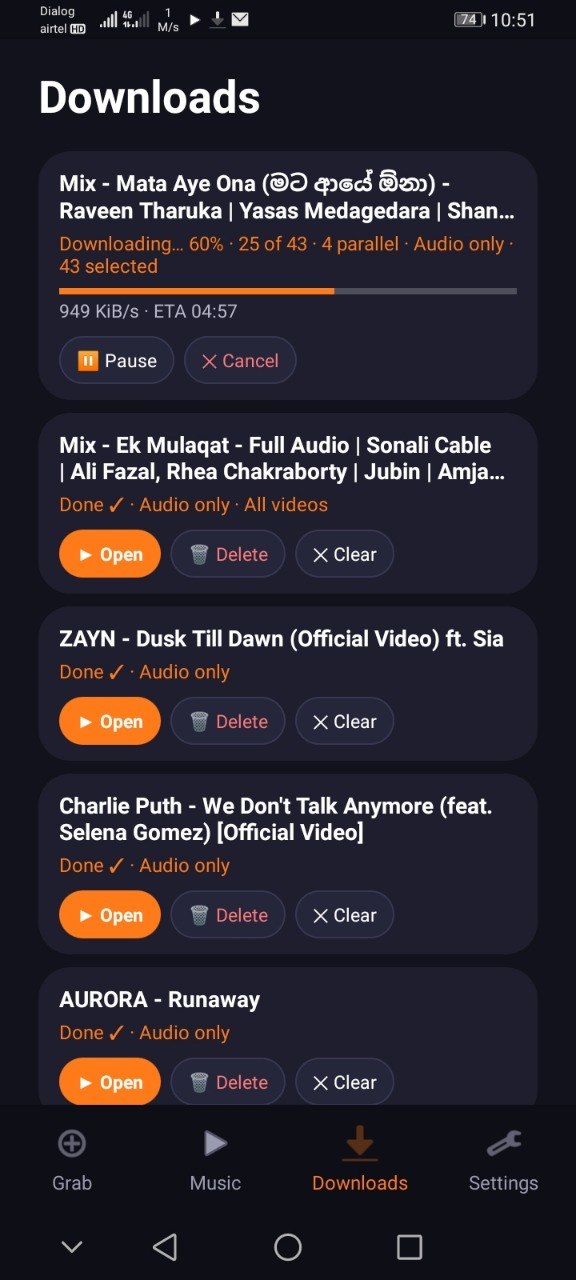 Dialog
airtel HD
4G
1
M/s
74
10:51
Downloads
Mix - Mata Aye Ona (මට ආයේ ඕනා) -
Raveen Tharuka | Yasas Medagedara | Shan...
Downloading... 60% · 25 of 43 · 4 parallel · Audio only ·
43 selected
949 KiB/s · ETA 04:57
Pause
Cancel
Mix - Ek Mulaqat - Full Audio | Sonali Cable
| Ali Fazal, Rhea Chakraborty | Jubin | Amja...
Done ✓ · Audio only · All videos
Open
Delete
Clear
ZAYN - Dusk Till Dawn (Official Video) ft. Sia
Done ✓ · Audio only
Open
Delete
Clear
Charlie Puth - We Don't Talk Anymore (feat.
Selena Gomez) [Official Video]
Done ✓ · Audio only
Open
Delete
Clear
AURORA - Runaway
Done ✓ · Audio only
Open
Delete
Clear
Grab
Music
Downloads
Settings